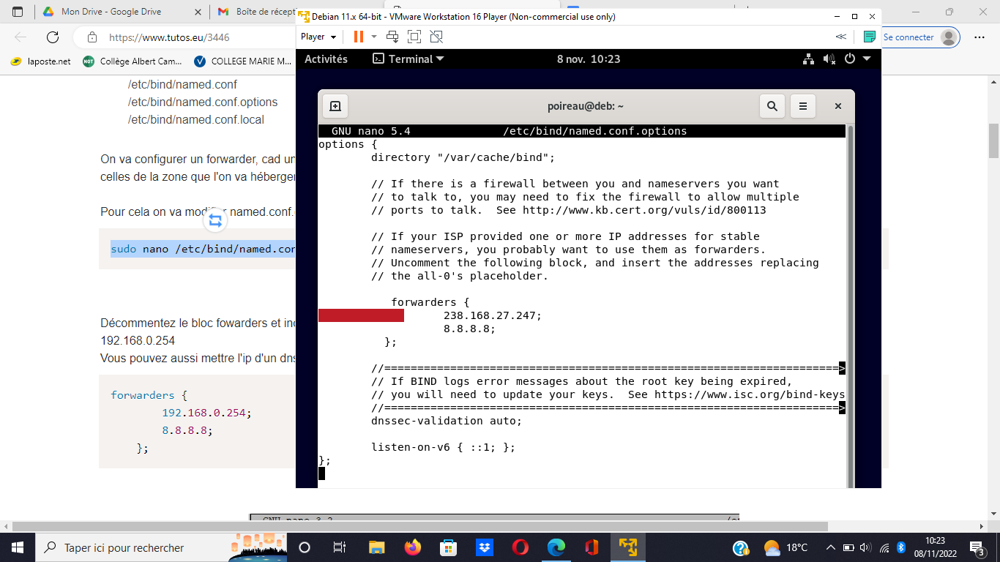 Mon Drive - Google Drive
Boîte de récept
Debian 11.x 64-bit - VMware Workstation 16 Player (Non-commercial use only)
https://www.tutos.eu/3446
Player
Se connecter
laposte.net
Collège Albert Cam...
COLLEGE MARIE M...
Activités
Terminal
8 nov. 10:23
/etc/bind/named.conf
/etc/bind/named.conf.options
/etc/bind/named.conf.local
On va configurer un forwarder, cad un
celles de la zone que l'on va héberger
Pour cela on va modifier named.conf.
sudo nano /etc/bind/named.con
Décommentez le bloc fowarders et ind
192.168.0.254
Vous pouvez aussi mettre l'ip d'un dns
forwarders {
192.168.0.254;
8.8.8.8;
};
GNU nano 3.2
poireau@deb: ~
GNU nano 5.4 /etc/bind/named.conf.options
options {
directory "/var/cache/bind";
// If there is a firewall between you and nameservers you want
// to talk to, you may need to fix the firewall to allow multiple
// ports to talk. See http://www.kb.cert.org/vuls/id/800113
// If your ISP provided one or more IP addresses for stable
// nameservers, you probably want to use them as forwarders.
// Uncomment the following block, and insert the addresses replacing
// the all-0's placeholder.
forwarders {
238.168.27.247;
8.8.8.8;
};
//=====================================================================>
// If BIND logs error messages about the root key being expired,
// you will need to update your keys. See https://www.isc.org/bind-keys
//=====================================================================>
dnssec-validation auto;
listen-on-v6 { ::1; };
};
Taper ici pour rechercher
18°C
10:23
08/11/2022
3